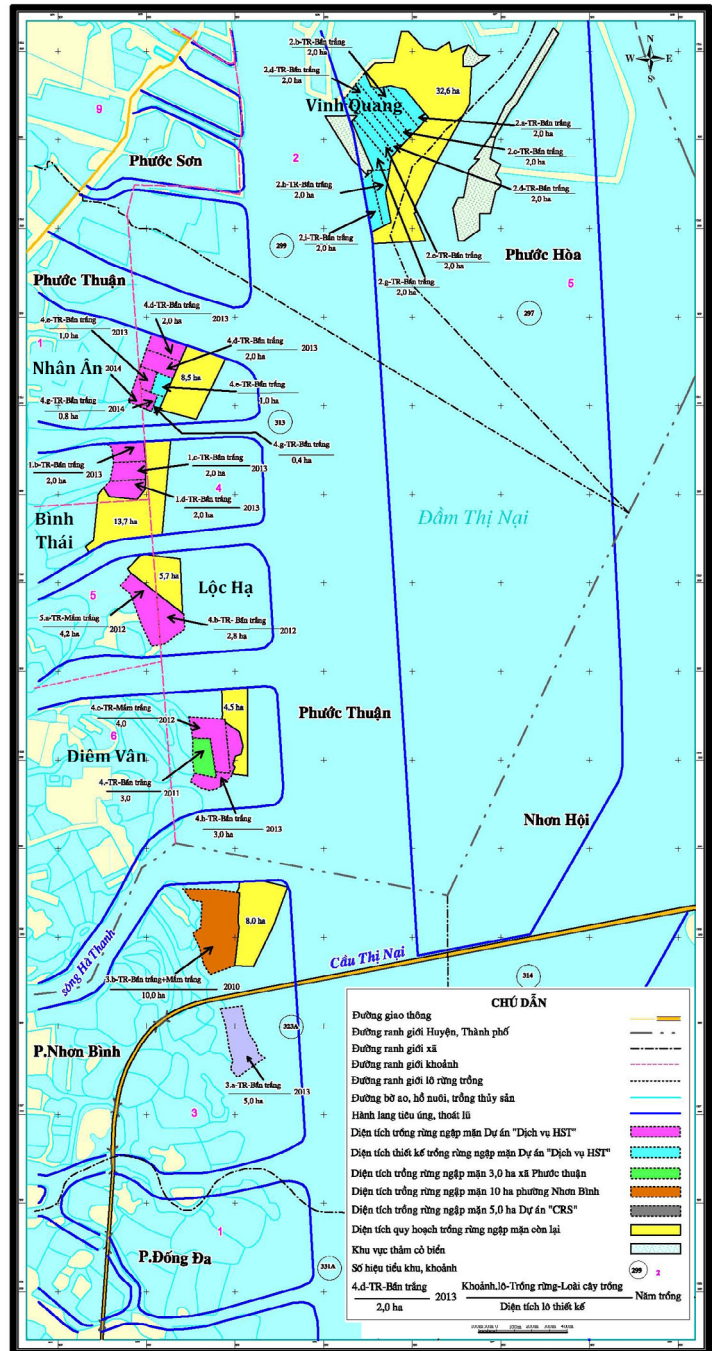 N
W E
S
2.b-TR-Bần trắng
2,0 ha
2.d-TR-Bần trắng
2,0 ha
32,6 ha
Vinh Quang
9
2.a-TR-Bần trắng
2,0 ha
Phước Sơn
2
2.c-TR-Bần trắng
2,0 ha
2.h-TR-Bần trắng
2,0 ha
2.d-TR-Bần trắng
2,0 ha
2.i-TR-Bần trắng
2,0 ha
299
Phước Hòa
2.e-TR-Bần trắng
2,0 ha
2.g-TR-Bần trắng
2,0 ha
5
Phước Thuận
297
4.d-TR-Bần trắng 2013
2,0 ha
4.e-TR-Bần trắng 2013
1,0 ha
4.d-TR-Bần trắng 2013
2,0 ha
1
Nhân Ân
2014
8,5 ha
4.e-TR-Bần trắng
1,0 ha
4.g-TR-Bần trắng 2014
0,8 ha
313
4.g-TR-Bần trắng
0,4 ha
1.b-TR-Bần trắng 2013
2,0 ha
1.c-TR-Bần trắng 2013
2,0 ha
4
1.d-TR-Bần trắng 2013
2,0 ha
Bình
Thái
13,7 ha
Đầm Thị Nại
5,7 ha
Lộc Hạ
5
5.a-TR-Mắm trắng 2012
4,2 ha
4.b-TR- Bần trắng 2012
2,8 ha
4.c-TR-Mắm trắng 2012
4,0
4,5 ha
Phước Thuận
6
Diêm Vân
4.-TR-Bần trắng 2011
3,0
4.h-TR-Bần trắng 2013
3,0 ha
Nhơn Hội
8.0 ha
sông Hà Thanh
Cầu Thị Nại
3.b-TR-Bần trắng+Mắm trắng 2010
10,0 ha
314
P.Nhơn Bình
323A
3.a-TR-Bần trắng 2013
5,0 ha
3
1
P.Đống Đa
331A
CHÚ DẪN
Đường giao thông
Đường ranh giới Huyện, Thành phố
Đường ranh giới xã
Đường ranh giới khoảnh
Đường ranh giới lô rừng trồng
Đường bờ ao, hồ nuôi, trồng thủy sản
Hành lang tiêu úng, thoát lũ
Diện tích trồng rừng ngập mặn Dự án "Dịch vụ HST"
Diện tích thiết kế trồng rừng ngập mặn Dự án "Dịch vụ HST"
Diện tích trồng rừng ngập mặn 3,0 ha xã Phước thuận
Diện tích trồng rừng ngập mặn 10 ha phường Nhơn Bình
Diện tích trồng rừng ngập mặn 5,0 ha Dự án "CRS"
Diện tích quy hoạch trồng rừng ngập mặn còn lại
Khu vực thảm cỏ biển
Số hiệu tiểu khu, khoảnh 299 2
4.d-TR-Bần trắng 2013 Khoảnh,lô-Trồng rừng-Loài cây trồng Năm trồng
2,0 ha Diện tích lô thiết kế